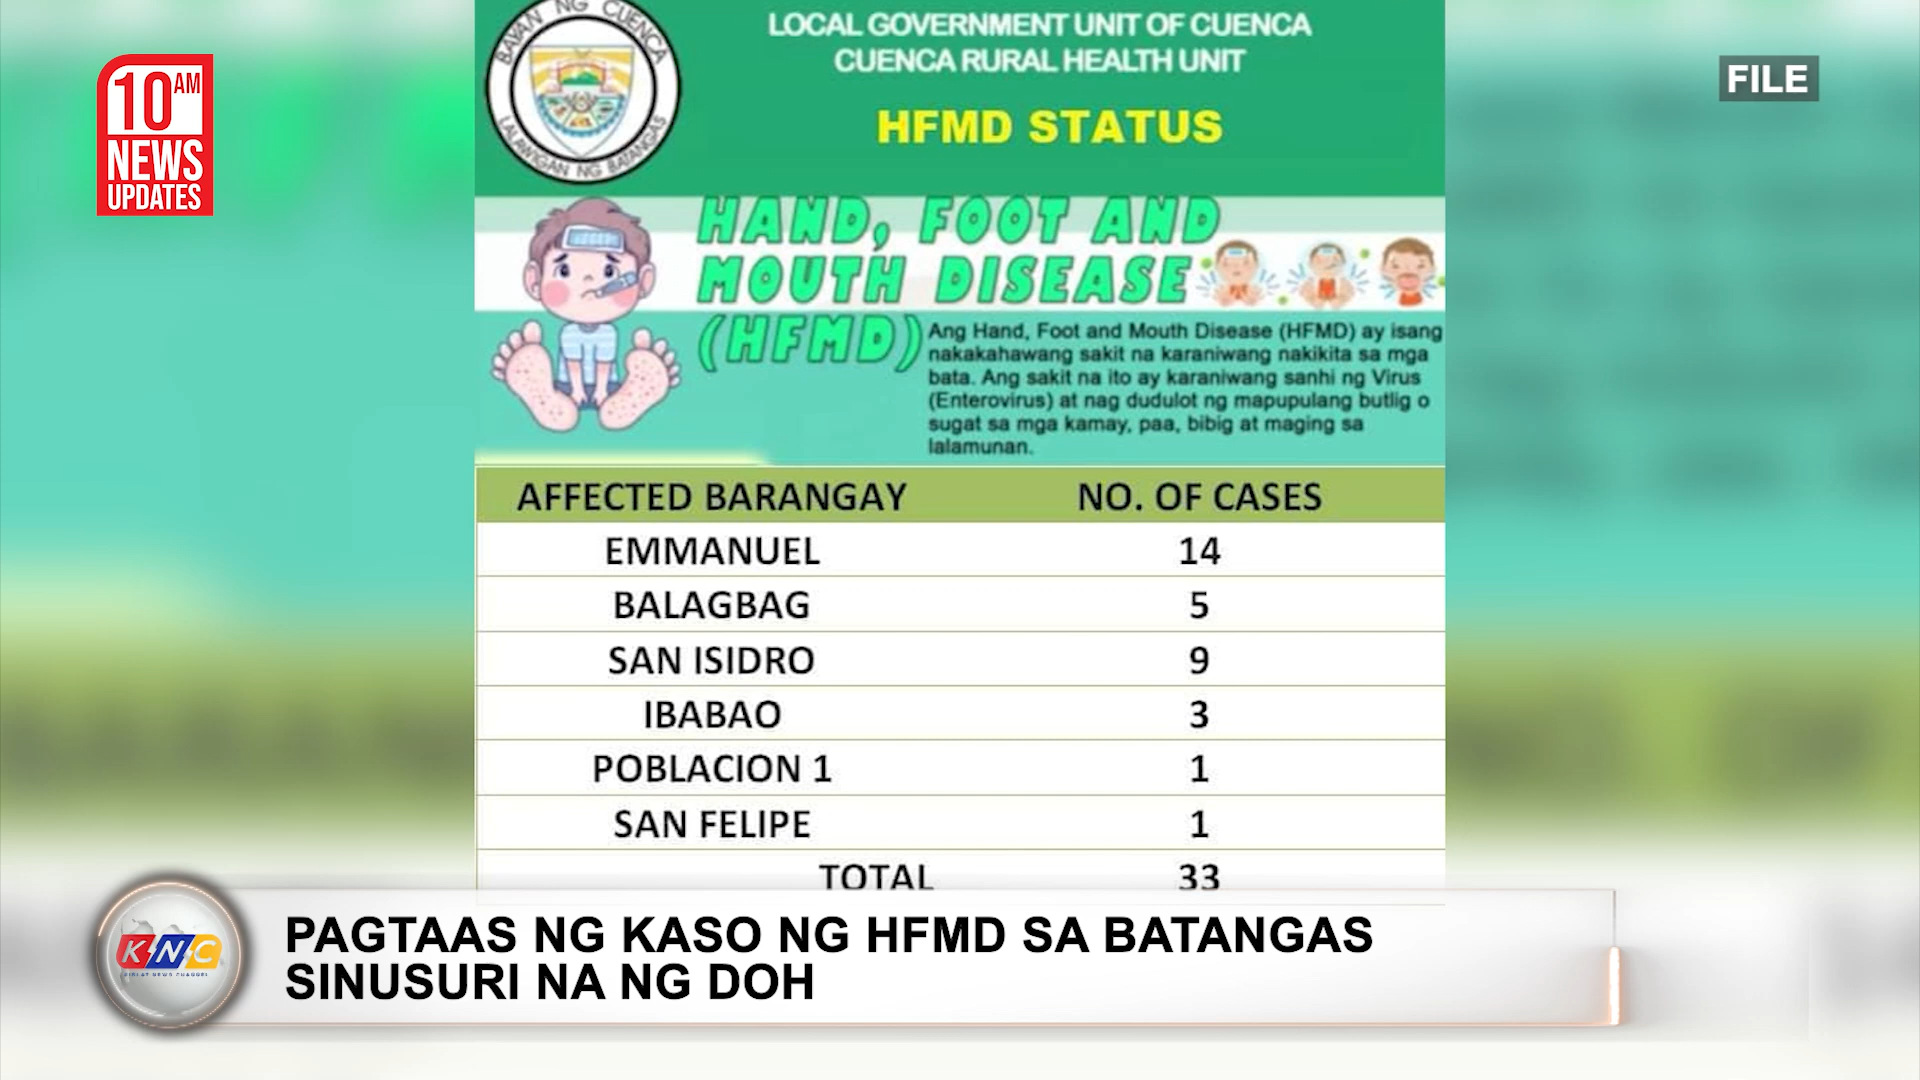 BAYAN NG CUENCA
LALAWIGAN NG BATANGAS
LOCAL GOVERNMENT UNIT OF CUENCA
CUENCA RURAL HEALTH UNIT
HFMD STATUS
10 AM
NEWS
UPDATES
FILE
HAND, FOOT AND
MOUTH DISEASE
(HFMD)
Ang Hand, Foot and Mouth Disease (HFMD) ay isang
nakakahawang sakit na karaniwang nakikita sa mga
bata. Ang sakit na ito ay karaniwang sanhi ng Virus
(Enterovirus) at nag dudulot ng mapupulang butlig o
sugat sa mga kamay, paa, bibig at maging sa
lalamunan.
AFFECTED BARANGAY NO. OF CASES
EMMANUEL 14
BALAGBAG 5
SAN ISIDRO 9
IBABAO 3
POBLACION 1 1
SAN FELIPE 1
TOTAL 33
KNC
PAGTAAS NG KASO NG HFMD SA BATANGAS
SINUSURI NA NG DOH